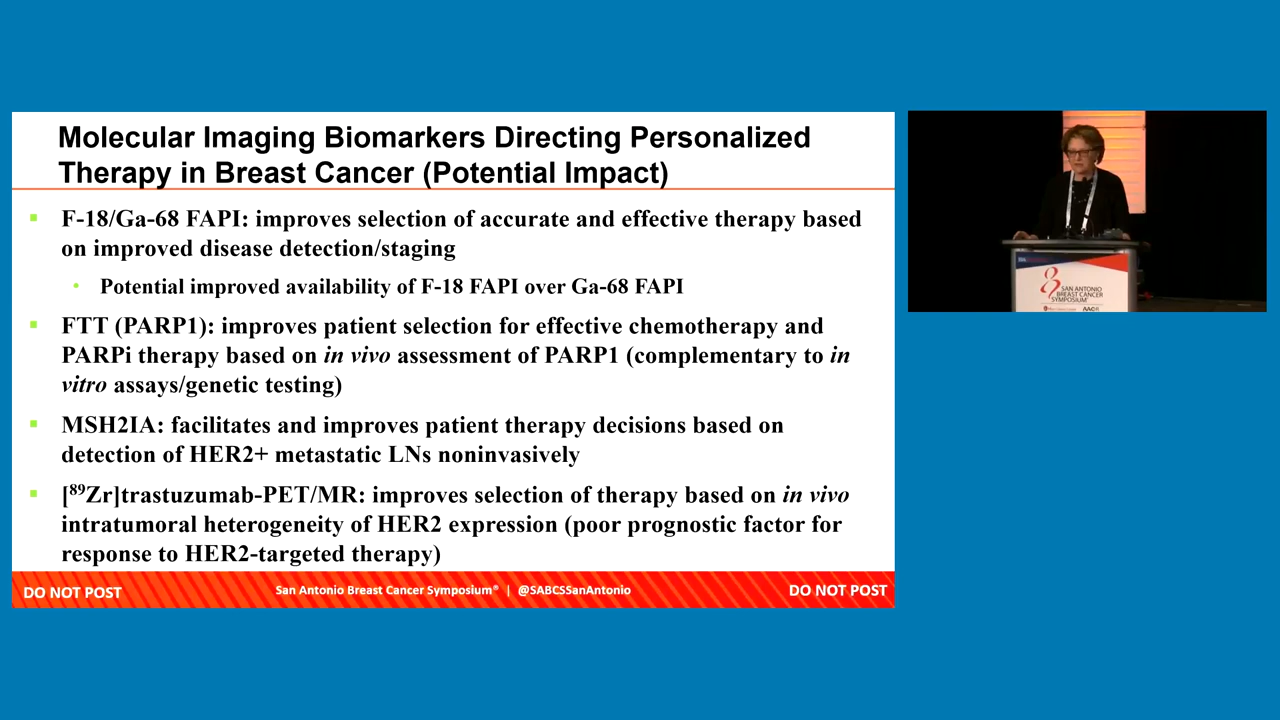 Molecular Imaging Biomarkers Directing Personalized
Therapy in Breast Cancer (Potential Impact)
F-18/Ga-68 FAPI: improves selection of accurate and effective therapy based
on improved disease detection/staging
Potential improved availability of F-18 FAPI over Ga-68 FAPI
FTT (PARP1): improves patient selection for effective chemotherapy and
PARPi therapy based on in vivo assessment of PARP1 (complementary to in
vitro assays/genetic testing)
MSH2IA: facilitates and improves patient therapy decisions based on
detection of HER2+ metastatic LNs noninvasively
[⁸⁹Zr]trastuzumab-PET/MR: improves selection of therapy based on in vivo
intratumoral heterogeneity of HER2 expression (poor prognostic factor for
response to HER2-targeted therapy)
DO NOT POST
San Antonio Breast Cancer Symposium® | @SABCSSanAntonio
DO NOT POST
SAN ANTONIO
BREAST CANCER
SYMPOSIUM
AACR